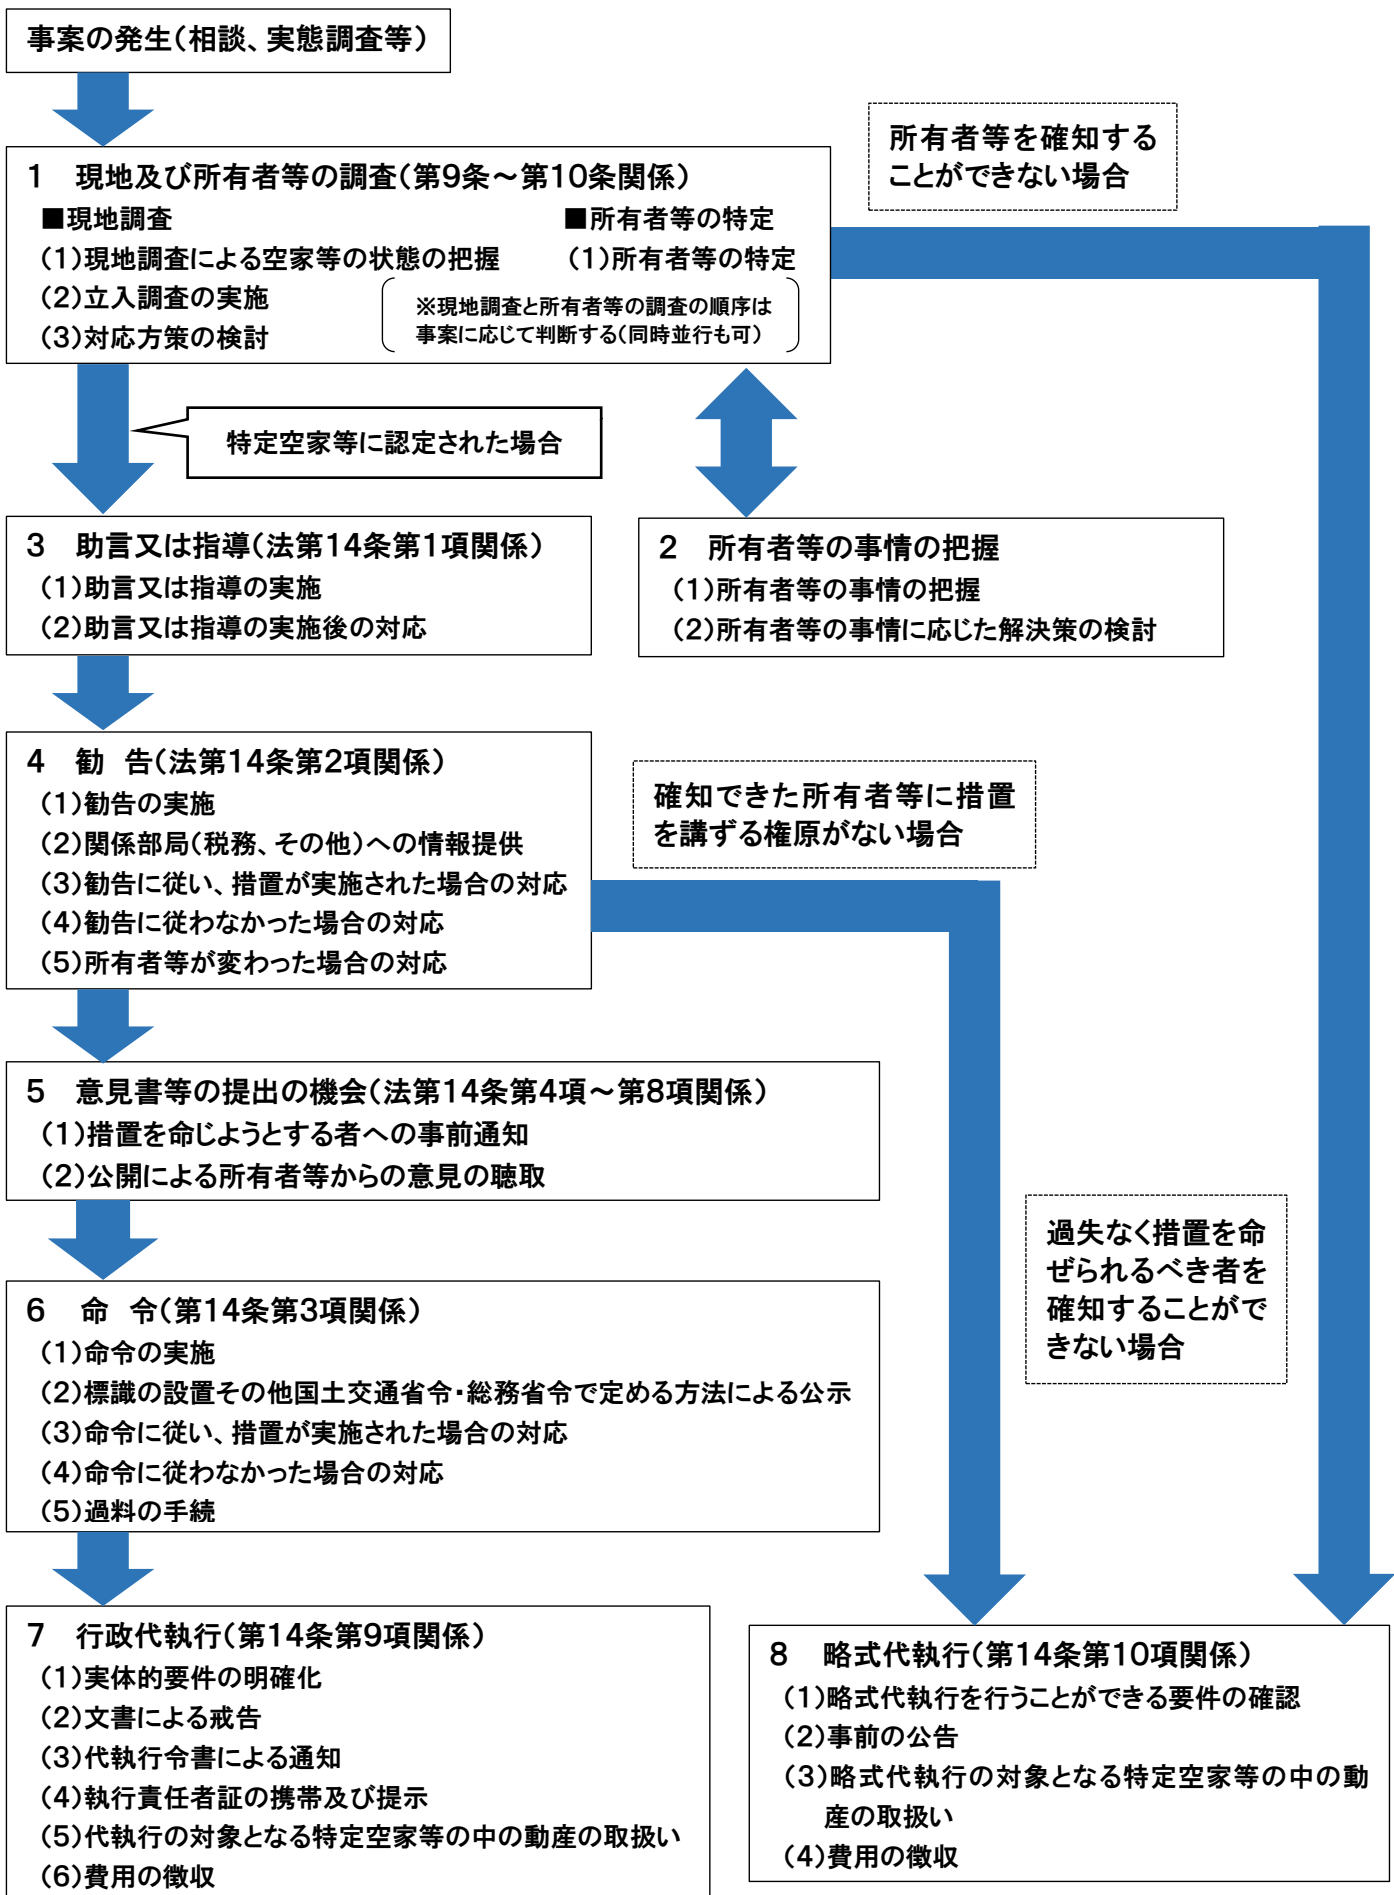 事案の発生（相談、実態調査等）
所有者等を確知する
ことができない場合
1　現地及び所有者等の調査（第9条～第10条関係）
■現地調査
（1）現地調査による空家等の状態の把握
（2）立入調査の実施
（3）対応方策の検討
■所有者等の特定
（1）所有者等の特定
※現地調査と所有者等の調査の順序は
事案に応じて判断する（同時並行も可）
特定空家等に認定された場合
3　助言又は指導（法第14条第1項関係）
（1）助言又は指導の実施
（2）助言又は指導の実施後の対応
2　所有者等の事情の把握
（1）所有者等の事情の把握
（2）所有者等の事情に応じた解決策の検討
4　勧　告（法第14条第2項関係）
（1）勧告の実施
（2）関係部局（税務、その他）への情報提供
（3）勧告に従い、措置が実施された場合の対応
（4）勧告に従わなかった場合の対応
（5）所有者等が変わった場合の対応
確知できた所有者等に措置
を講ずる権原がない場合
5　意見書等の提出の機会（法第14条第4項～第8項関係）
（1）措置を命じようとする者への事前通知
（2）公開による所有者等からの意見の聴取
過失なく措置を命
ぜられるべき者を
確知することがで
きない場合
6　命　令（第14条第3項関係）
（1）命令の実施
（2）標識の設置その他国土交通省令・総務省令で定める方法による公示
（3）命令に従い、措置が実施された場合の対応
（4）命令に従わなかった場合の対応
（5）過料の手続
7　行政代執行（第14条第9項関係）
（1）実体的要件の明確化
（2）文書による戒告
（3）代執行令書による通知
（4）執行責任者証の携帯及び提示
（5）代執行の対象となる特定空家等の中の動産の取扱い
（6）費用の徴収
8　略式代執行（第14条第10項関係）
（1）略式代執行を行うことができる要件の確認
（2）事前の公告
（3）略式代執行の対象となる特定空家等の中の動
産の取扱い
（4）費用の徴収